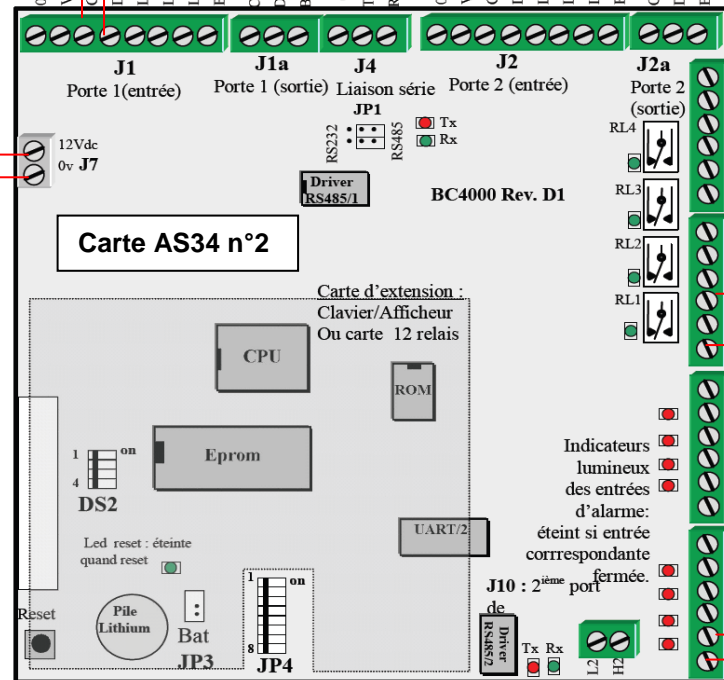 J1
Porte 1(entrée)
J1a
Porte 1 (sortie)
J4
Liaison série
JP1
RS232
RS485
Tx
Rx
J2
Porte 2 (entrée)
J2a
Porte 2
(sortie)
12Vdc
0v J7
Driver
RS485/1
BC4000 Rev. D1
RL4
RL3
RL2
RL1
Carte AS34 n°2
Carte d’extension :
Clavier/Afficheur
Ou carte 12 relais
CPU
ROM
Eprom
1
on
4
DS2
UART/2
Indicateurs
lumineux
des entrées
d’alarme:
éteint si entrée
corrrespondante
fermée.
Led reset : éteinte
quand reset
Reset
Pile
Lithium
Bat
JP3
1
on
8
JP4
J10 : 2ième port
de
Driver
RS485/2
Tx Rx
L2
H2